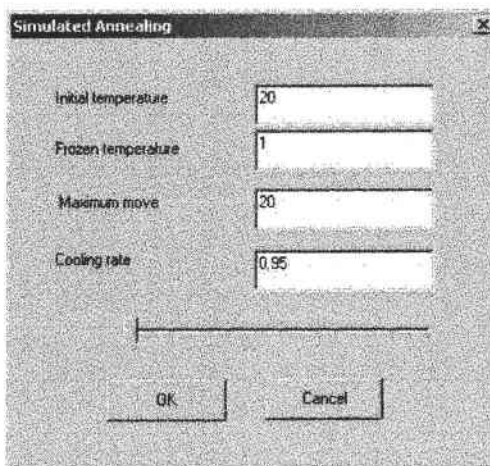 Simulated Annealing
Initial temperature 20
Frozen temperature 1
Maximum move 20
Cooling rate 0,95
OK Cancel